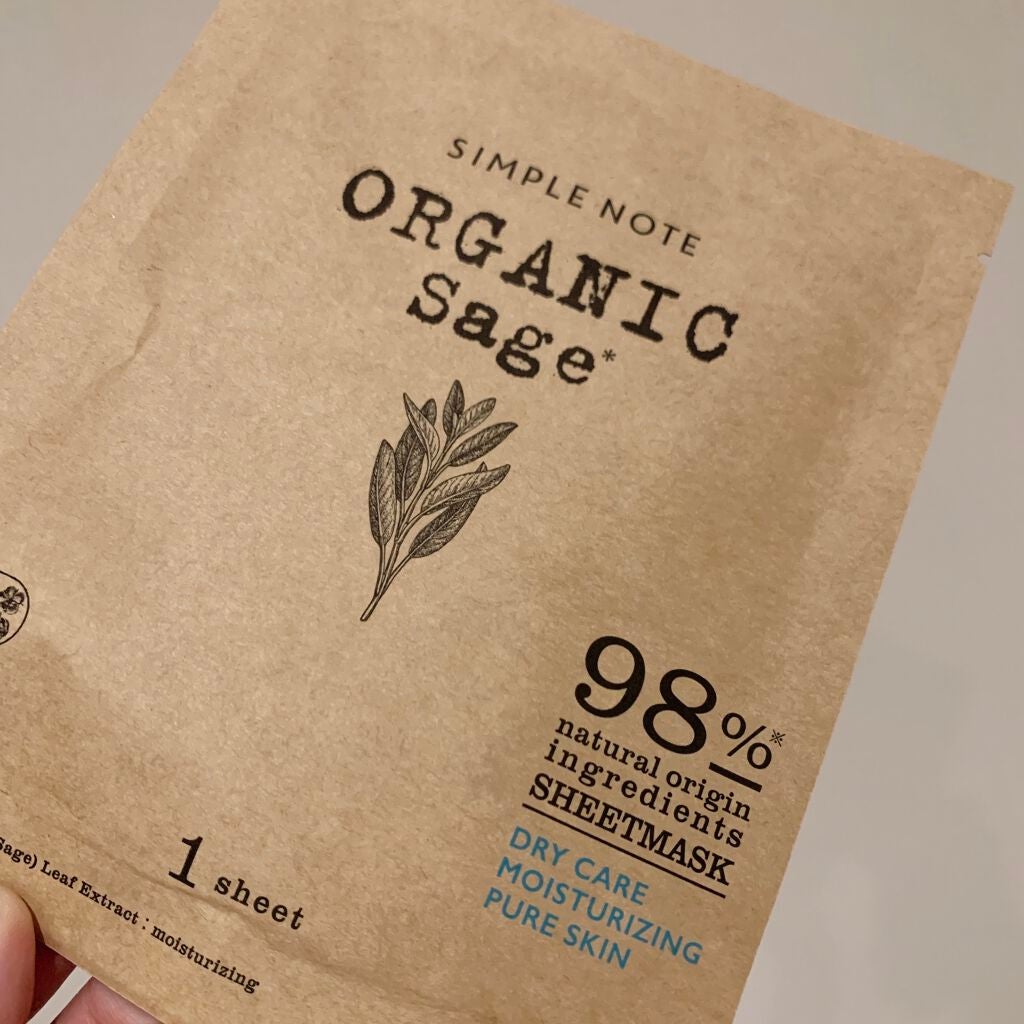 SIMPLE NOTE
ORGANIC
Sage*
98%※
natural origin
ingredients
SHEETMASK
DRY CARE
MOISTURIZING
PURE SKIN
1 sheet
Sage) Leaf Extract : moisturizing